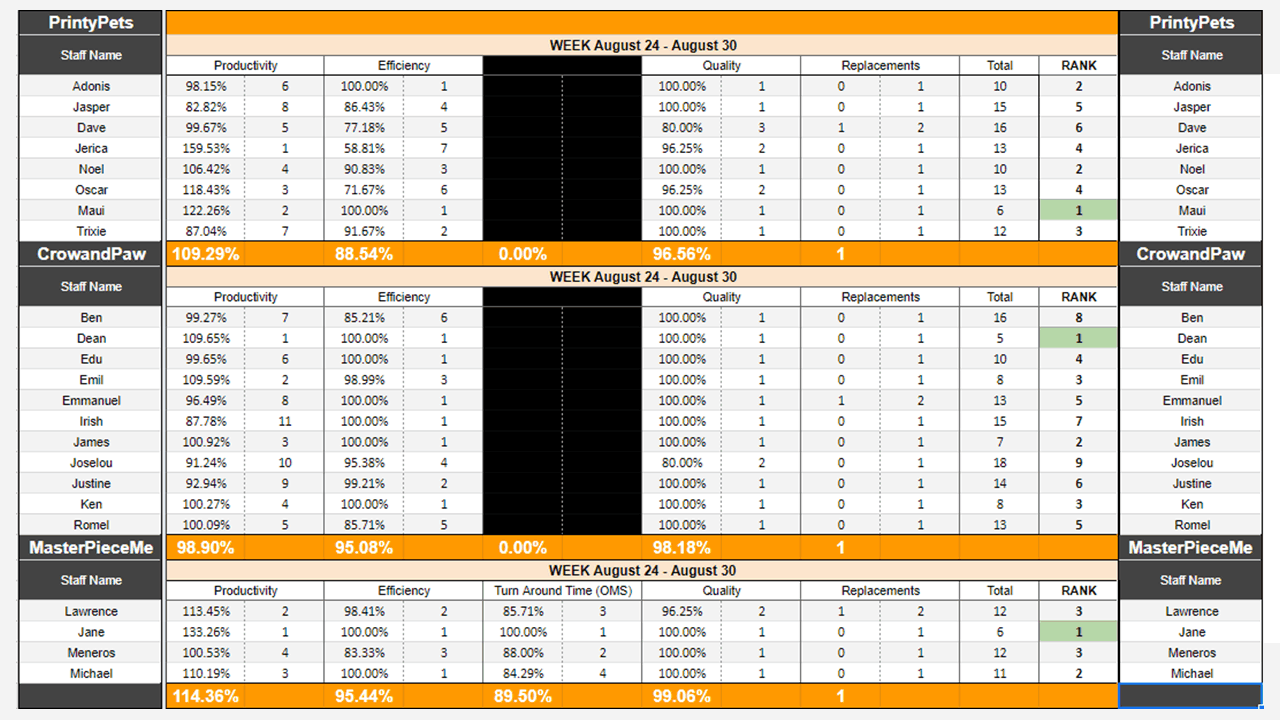 PrintyPets PrintyPets
WEEK August 24 - August 30
Staff Name Staff Name
Productivity Efficiency Quality Replacements Total RANK
Adonis 98.15% 6 100.00% 1 100.00% 1 0 1 10 2 Adonis
Jasper 82.82% 8 86.43% 4 100.00% 1 0 1 15 5 Jasper
Dave 99.67% 5 77.18% 5 80.00% 3 1 2 16 6 Dave
Jerica 159.53% 1 58.81% 7 96.25% 2 0 1 13 4 Jerica
Noel 106.42% 4 90.83% 3 100.00% 1 0 1 10 2 Noel
Oscar 118.43% 3 71.67% 6 96.25% 2 0 1 13 4 Oscar
Maui 122.26% 2 100.00% 1 100.00% 1 0 1 6 1 Maui
Trixie 87.04% 7 91.67% 2 100.00% 1 0 1 12 3 Trixie
CrowandPaw 109.29% 88.54% 0.00% 96.56% 1 CrowandPaw
WEEK August 24 - August 30
Staff Name Staff Name
Productivity Efficiency Quality Replacements Total RANK
Ben 99.27% 7 85.21% 6 100.00% 1 0 1 16 8 Ben
Dean 109.65% 1 100.00% 1 100.00% 1 0 1 5 1 Dean
Edu 99.65% 6 100.00% 1 100.00% 1 0 1 10 4 Edu
Emil 109.59% 2 98.99% 3 100.00% 1 0 1 8 3 Emil
Emmanuel 96.49% 8 100.00% 1 100.00% 1 1 2 13 5 Emmanuel
Irish 87.78% 11 100.00% 1 100.00% 1 0 1 15 7 Irish
James 100.92% 3 100.00% 1 100.00% 1 0 1 7 2 James
Joselou 91.24% 10 95.38% 4 80.00% 2 0 1 18 9 Joselou
Justine 92.94% 9 99.21% 2 100.00% 1 0 1 14 6 Justine
Ken 100.27% 4 100.00% 1 100.00% 1 0 1 8 3 Ken
Romel 100.09% 5 85.71% 5 100.00% 1 0 1 13 5 Romel
MasterPieceMe 98.90% 95.08% 0.00% 98.18% 1 MasterPieceMe
WEEK August 24 - August 30
Staff Name Staff Name
Productivity Efficiency Turn Around Time (OMS) Quality Replacements Total RANK
Lawrence 113.45% 2 98.41% 2 85.71% 3 96.25% 2 1 2 12 3 Lawrence
Jane 133.26% 1 100.00% 1 100.00% 1 100.00% 1 0 1 6 1 Jane
Meneros 100.53% 4 83.33% 3 88.00% 2 100.00% 1 0 1 12 3 Meneros
Michael 110.19% 3 100.00% 1 84.29% 4 100.00% 1 0 1 11 2 Michael
114.36% 95.44% 89.50% 99.06% 1